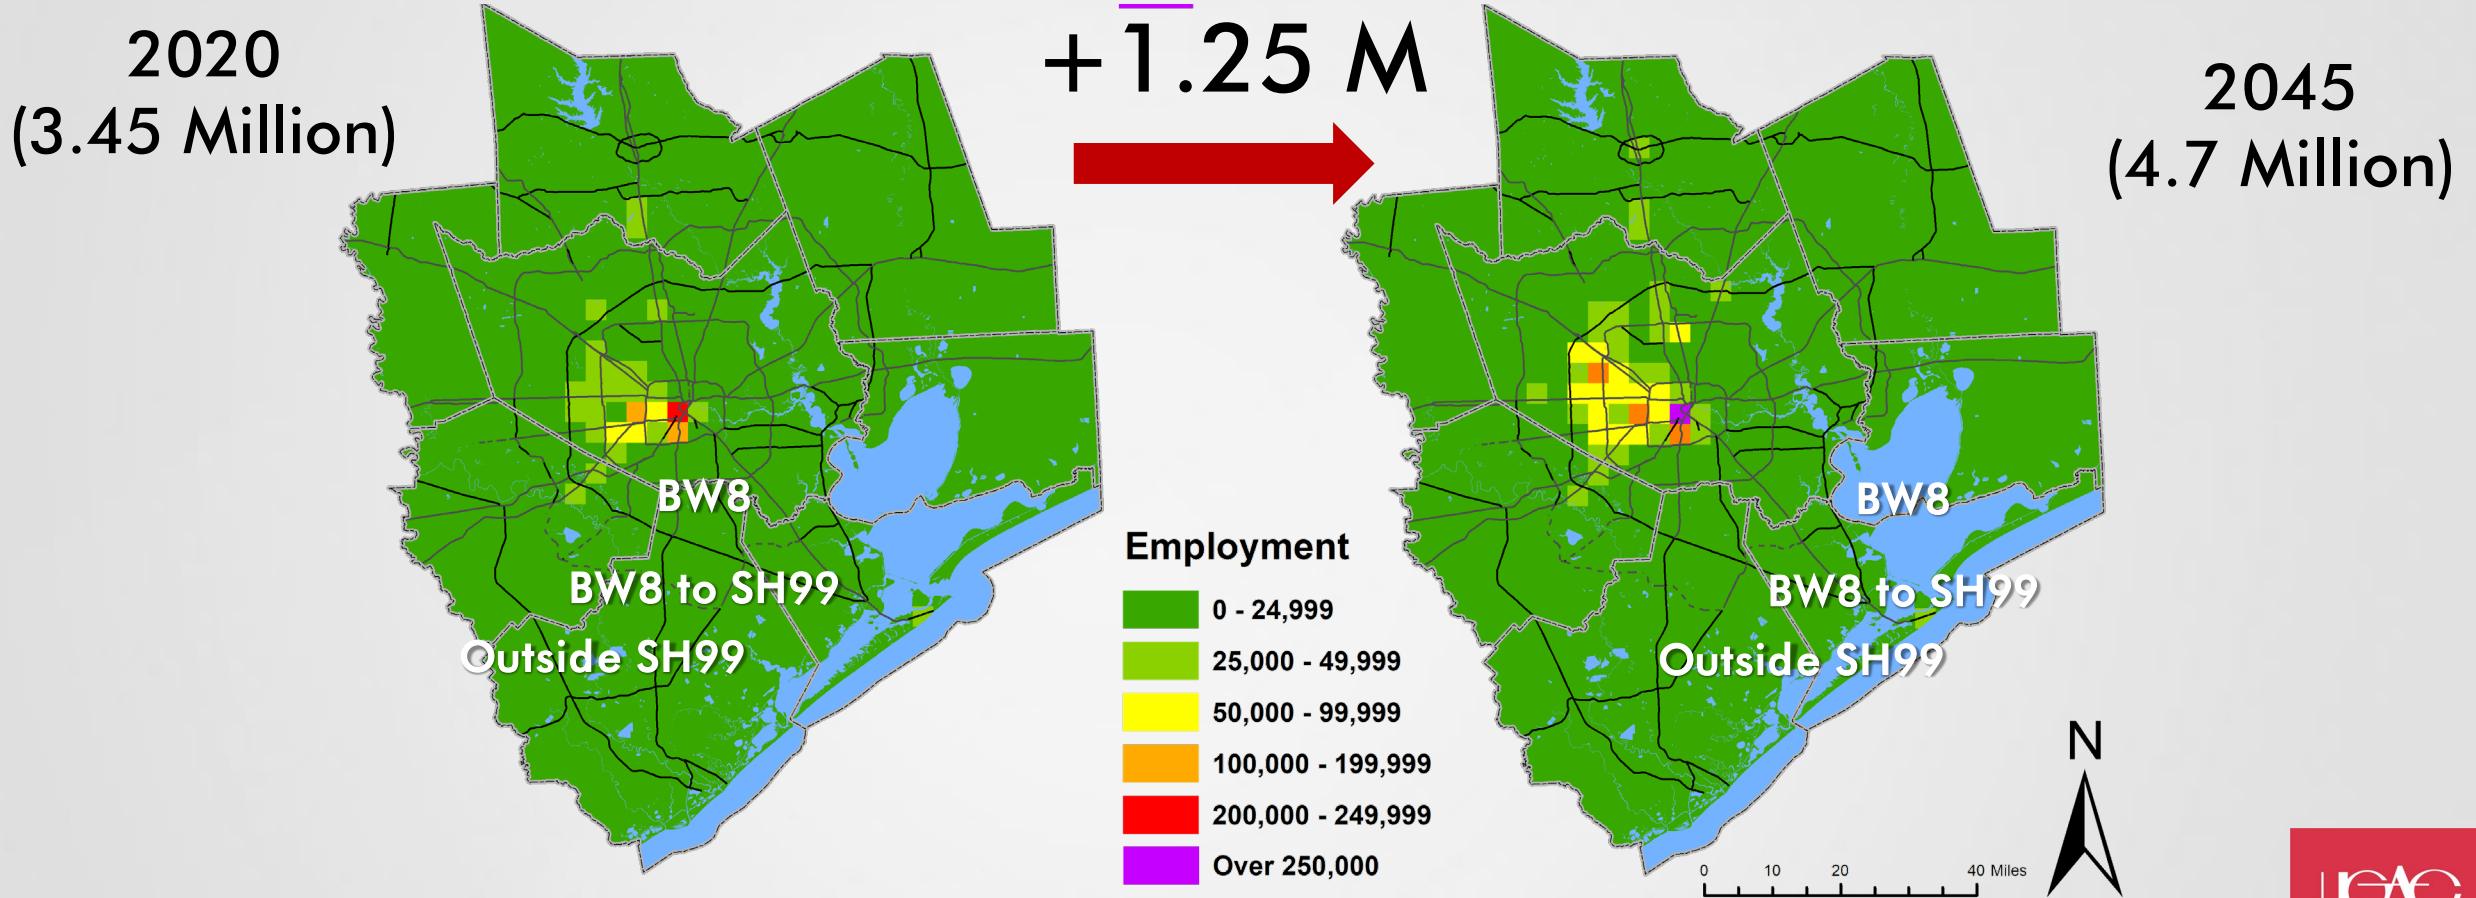 2020
(3.45 Million)
+1.25 M
2045
(4.7 Million)
BW8
BW8 to SH99
Outside SH99
BW8
BW8 to SH99
Outside SH99
Employment
0 - 24,999
25,000 - 49,999
50,000 - 99,999
100,000 - 199,999
200,000 - 249,999
Over 250,000
N
0 10 20 40 Miles